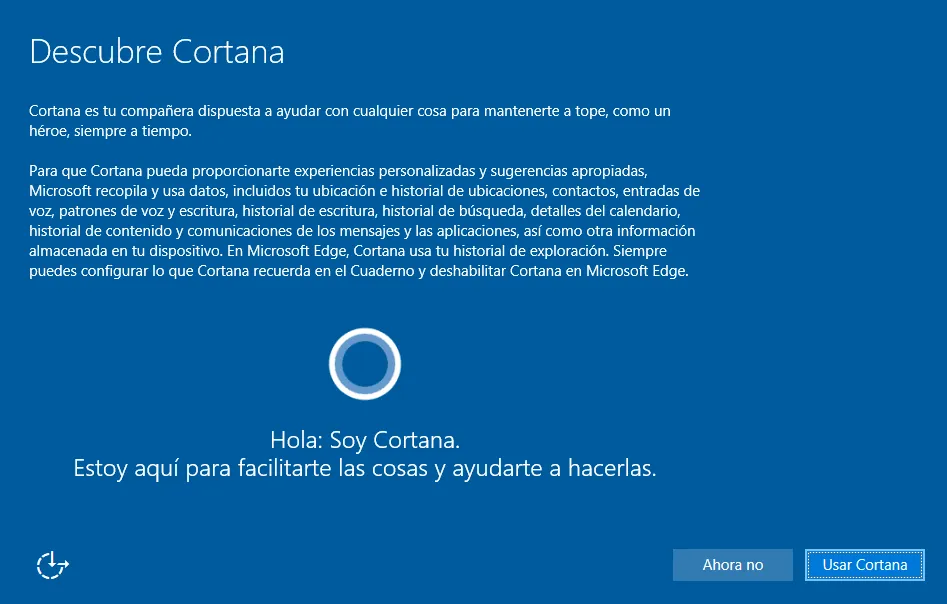 Descubre Cortana
Cortana es tu compañera dispuesta a ayudar con cualquier cosa para mantenerte a tope, como un
héroe, siempre a tiempo.
Para que Cortana pueda proporcionarte experiencias personalizadas y sugerencias apropiadas,
Microsoft recopila y usa datos, incluidos tu ubicación e historial de ubicaciones, contactos, entradas de
voz, patrones de voz y escritura, historial de escritura, historial de búsqueda, detalles del calendario,
historial de contenido y comunicaciones de los mensajes y las aplicaciones, así como otra información
almacenada en tu dispositivo. En Microsoft Edge, Cortana usa tu historial de exploración. Siempre
puedes configurar lo que Cortana recuerda en el Cuaderno y deshabilitar Cortana en Microsoft Edge.
Hola: Soy Cortana.
Estoy aquí para facilitarte las cosas y ayudarte a hacerlas.
Ahora no
Usar Cortana